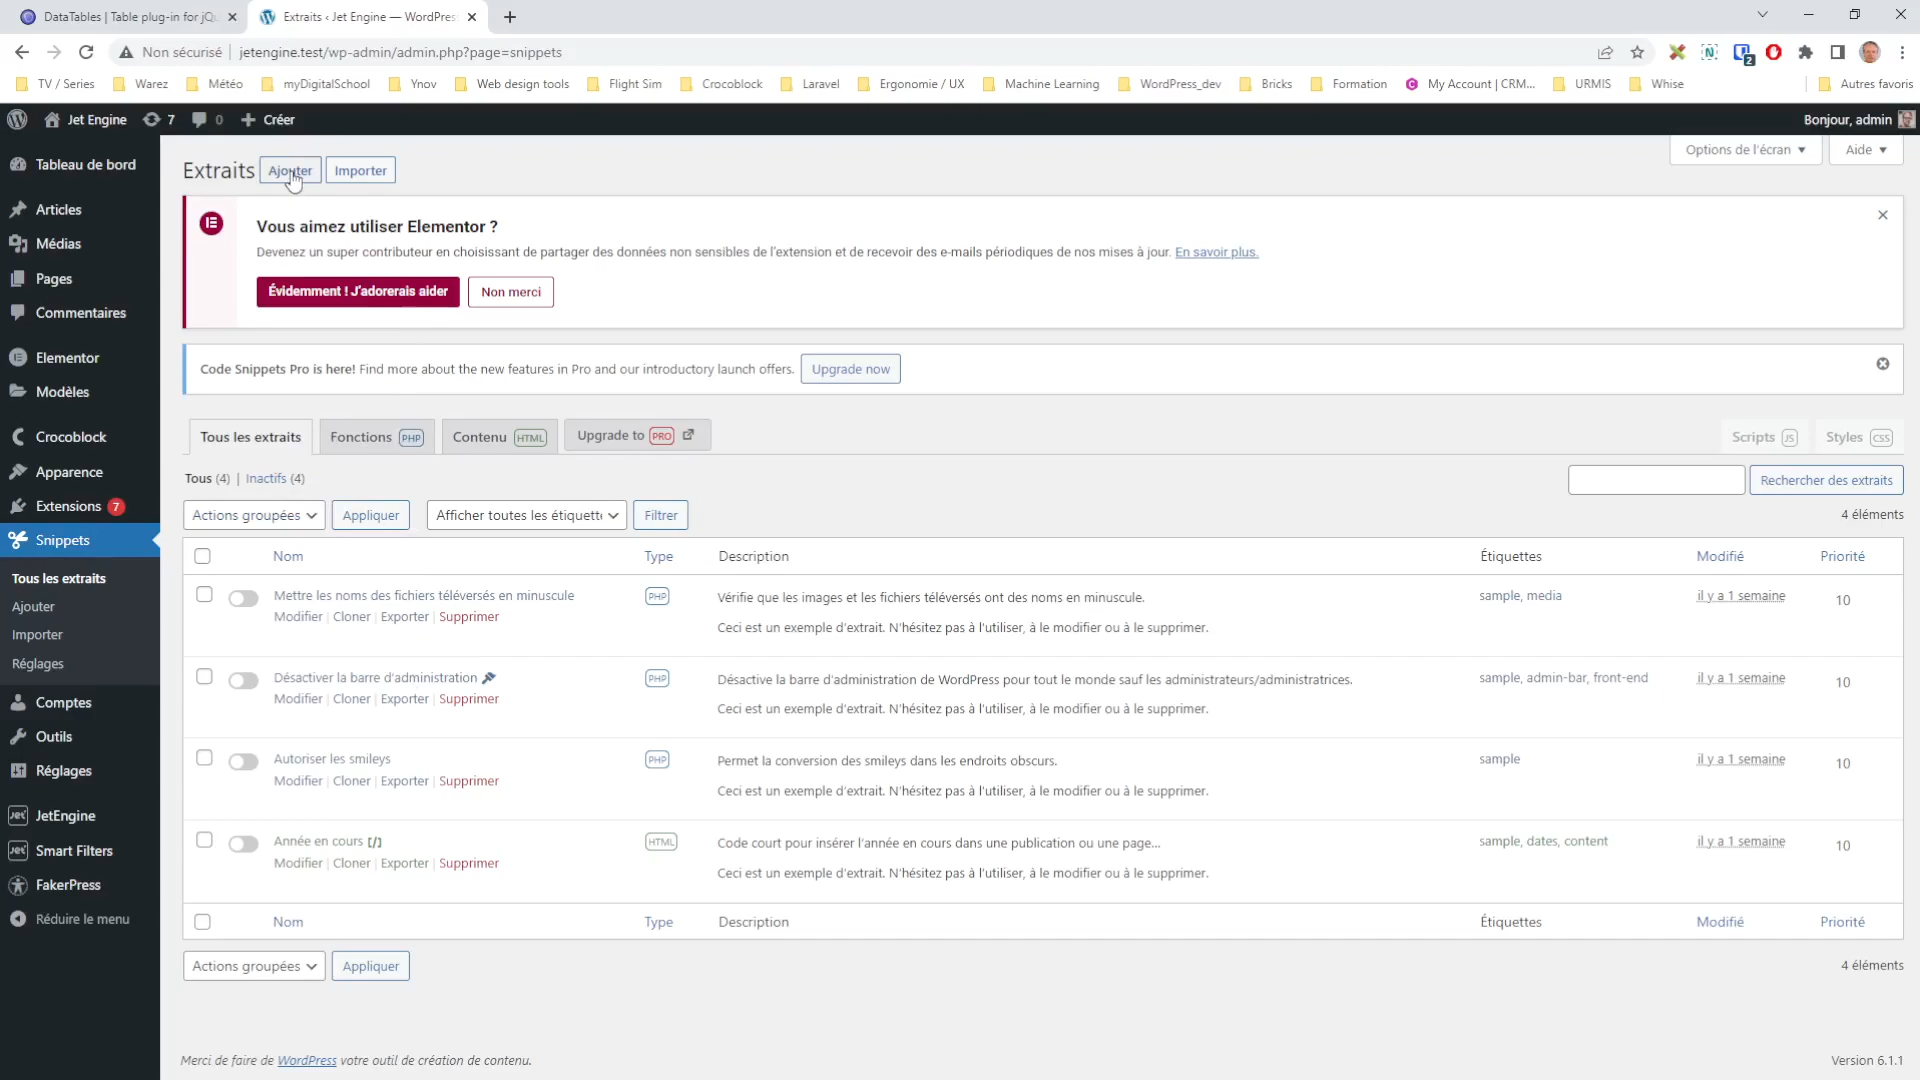 DataTables | Table plug-in for jQu
Extraits ‹ Jet Engine — WordPress
Non sécurisé | jetengine.test/wp-admin/admin.php?page=snippets
2
TV / Series Warez Météo myDigitalSchool Ynov Web design tools Flight Sim Crocoblock Laravel Ergonomie / UX Machine Learning WordPress_dev Bricks Formation My Account | CRM... URMIS Whise Autres favoris
Jet Engine 7 0 Créer Bonjour, admin
Tableau de bord
Articles
Médias
Pages
Commentaires
Elementor
Modèles
Crocoblock
Apparence
Extensions 7
Snippets
Tous les extraits
Ajouter
Importer
Réglages
Comptes
Outils
Réglages
JetEngine
Smart Filters
FakerPress
Réduire le menu
Options de l'écran Aide
Extraits Ajouter Importer
Vous aimez utiliser Elementor ?
Devenez un super contributeur en choisissant de partager des données non sensibles de l'extension et de recevoir des e-mails périodiques de nos mises à jour. En savoir plus.
Évidemment ! J'adorerais aider Non merci
Code Snippets Pro is here! Find more about the new features in Pro and our introductory launch offers. Upgrade now
Tous les extraits Fonctions PHP Contenu HTML Upgrade to PRO Scripts JS Styles CSS
Tous (4) | Inactifs (4)
Rechercher des extraits
Actions groupées Appliquer Afficher toutes les étiquette Filtrer 4 éléments
Nom Type Description Étiquettes Modifié Priorité
Mettre les noms des fichiers téléversés en minuscule PHP Vérifie que les images et les fichiers téléversés ont des noms en minuscule. sample, media il y a 1 semaine 10
Modifier | Cloner | Exporter | Supprimer Ceci est un exemple d'extrait. N'hésitez pas à l'utiliser, à le modifier ou à le supprimer.
Désactiver la barre d'administration PHP Désactive la barre d'administration de WordPress pour tout le monde sauf les administrateurs/administratrices. sample, admin-bar, front-end il y a 1 semaine 10
Modifier | Cloner | Exporter | Supprimer Ceci est un exemple d'extrait. N'hésitez pas à l'utiliser, à le modifier ou à le supprimer.
Autoriser les smileys PHP Permet la conversion des smileys dans les endroits obscurs. sample il y a 1 semaine 10
Modifier | Cloner | Exporter | Supprimer Ceci est un exemple d'extrait. N'hésitez pas à l'utiliser, à le modifier ou à le supprimer.
Année en cours [/] HTML Code court pour insérer l'année en cours dans une publication ou une page... sample, dates, content il y a 1 semaine 10
Modifier | Cloner | Exporter | Supprimer Ceci est un exemple d'extrait. N'hésitez pas à l'utiliser, à le modifier ou à le supprimer.
Nom Type Description Étiquettes Modifié Priorité
Actions groupées Appliquer 4 éléments
Merci de faire de WordPress votre outil de création de contenu. Version 6.1.1